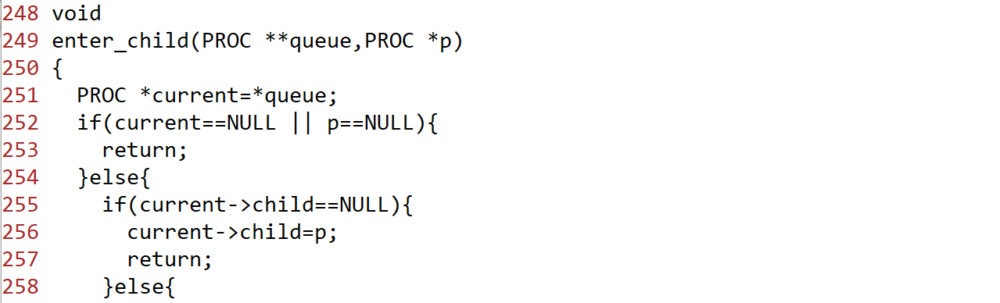 248 void
249 enter_child(PROC **queue,PROC *p)
250 {
251   PROC *current=*queue;
252   if(current==NULL || p==NULL){
253     return;
254   }else{
255     if(current->child==NULL){
256       current->child=p;
257       return;
258     }else{